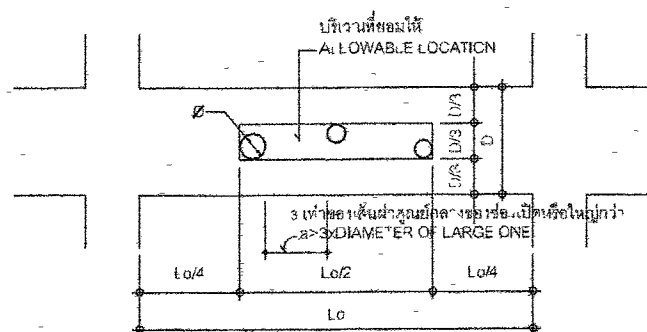 บริเวณที่ยอมให้
ALLOWABLE LOCATION
Ø
D/3
D/3
D/3
D
3 เท่าของเส้นผ่าศูนย์กลางของช่องเปิดหรือใหญ่กว่า
a>3xDIAMETER OF LARGE ONE
Lo/4
Lo/2
Lo/4
Lo